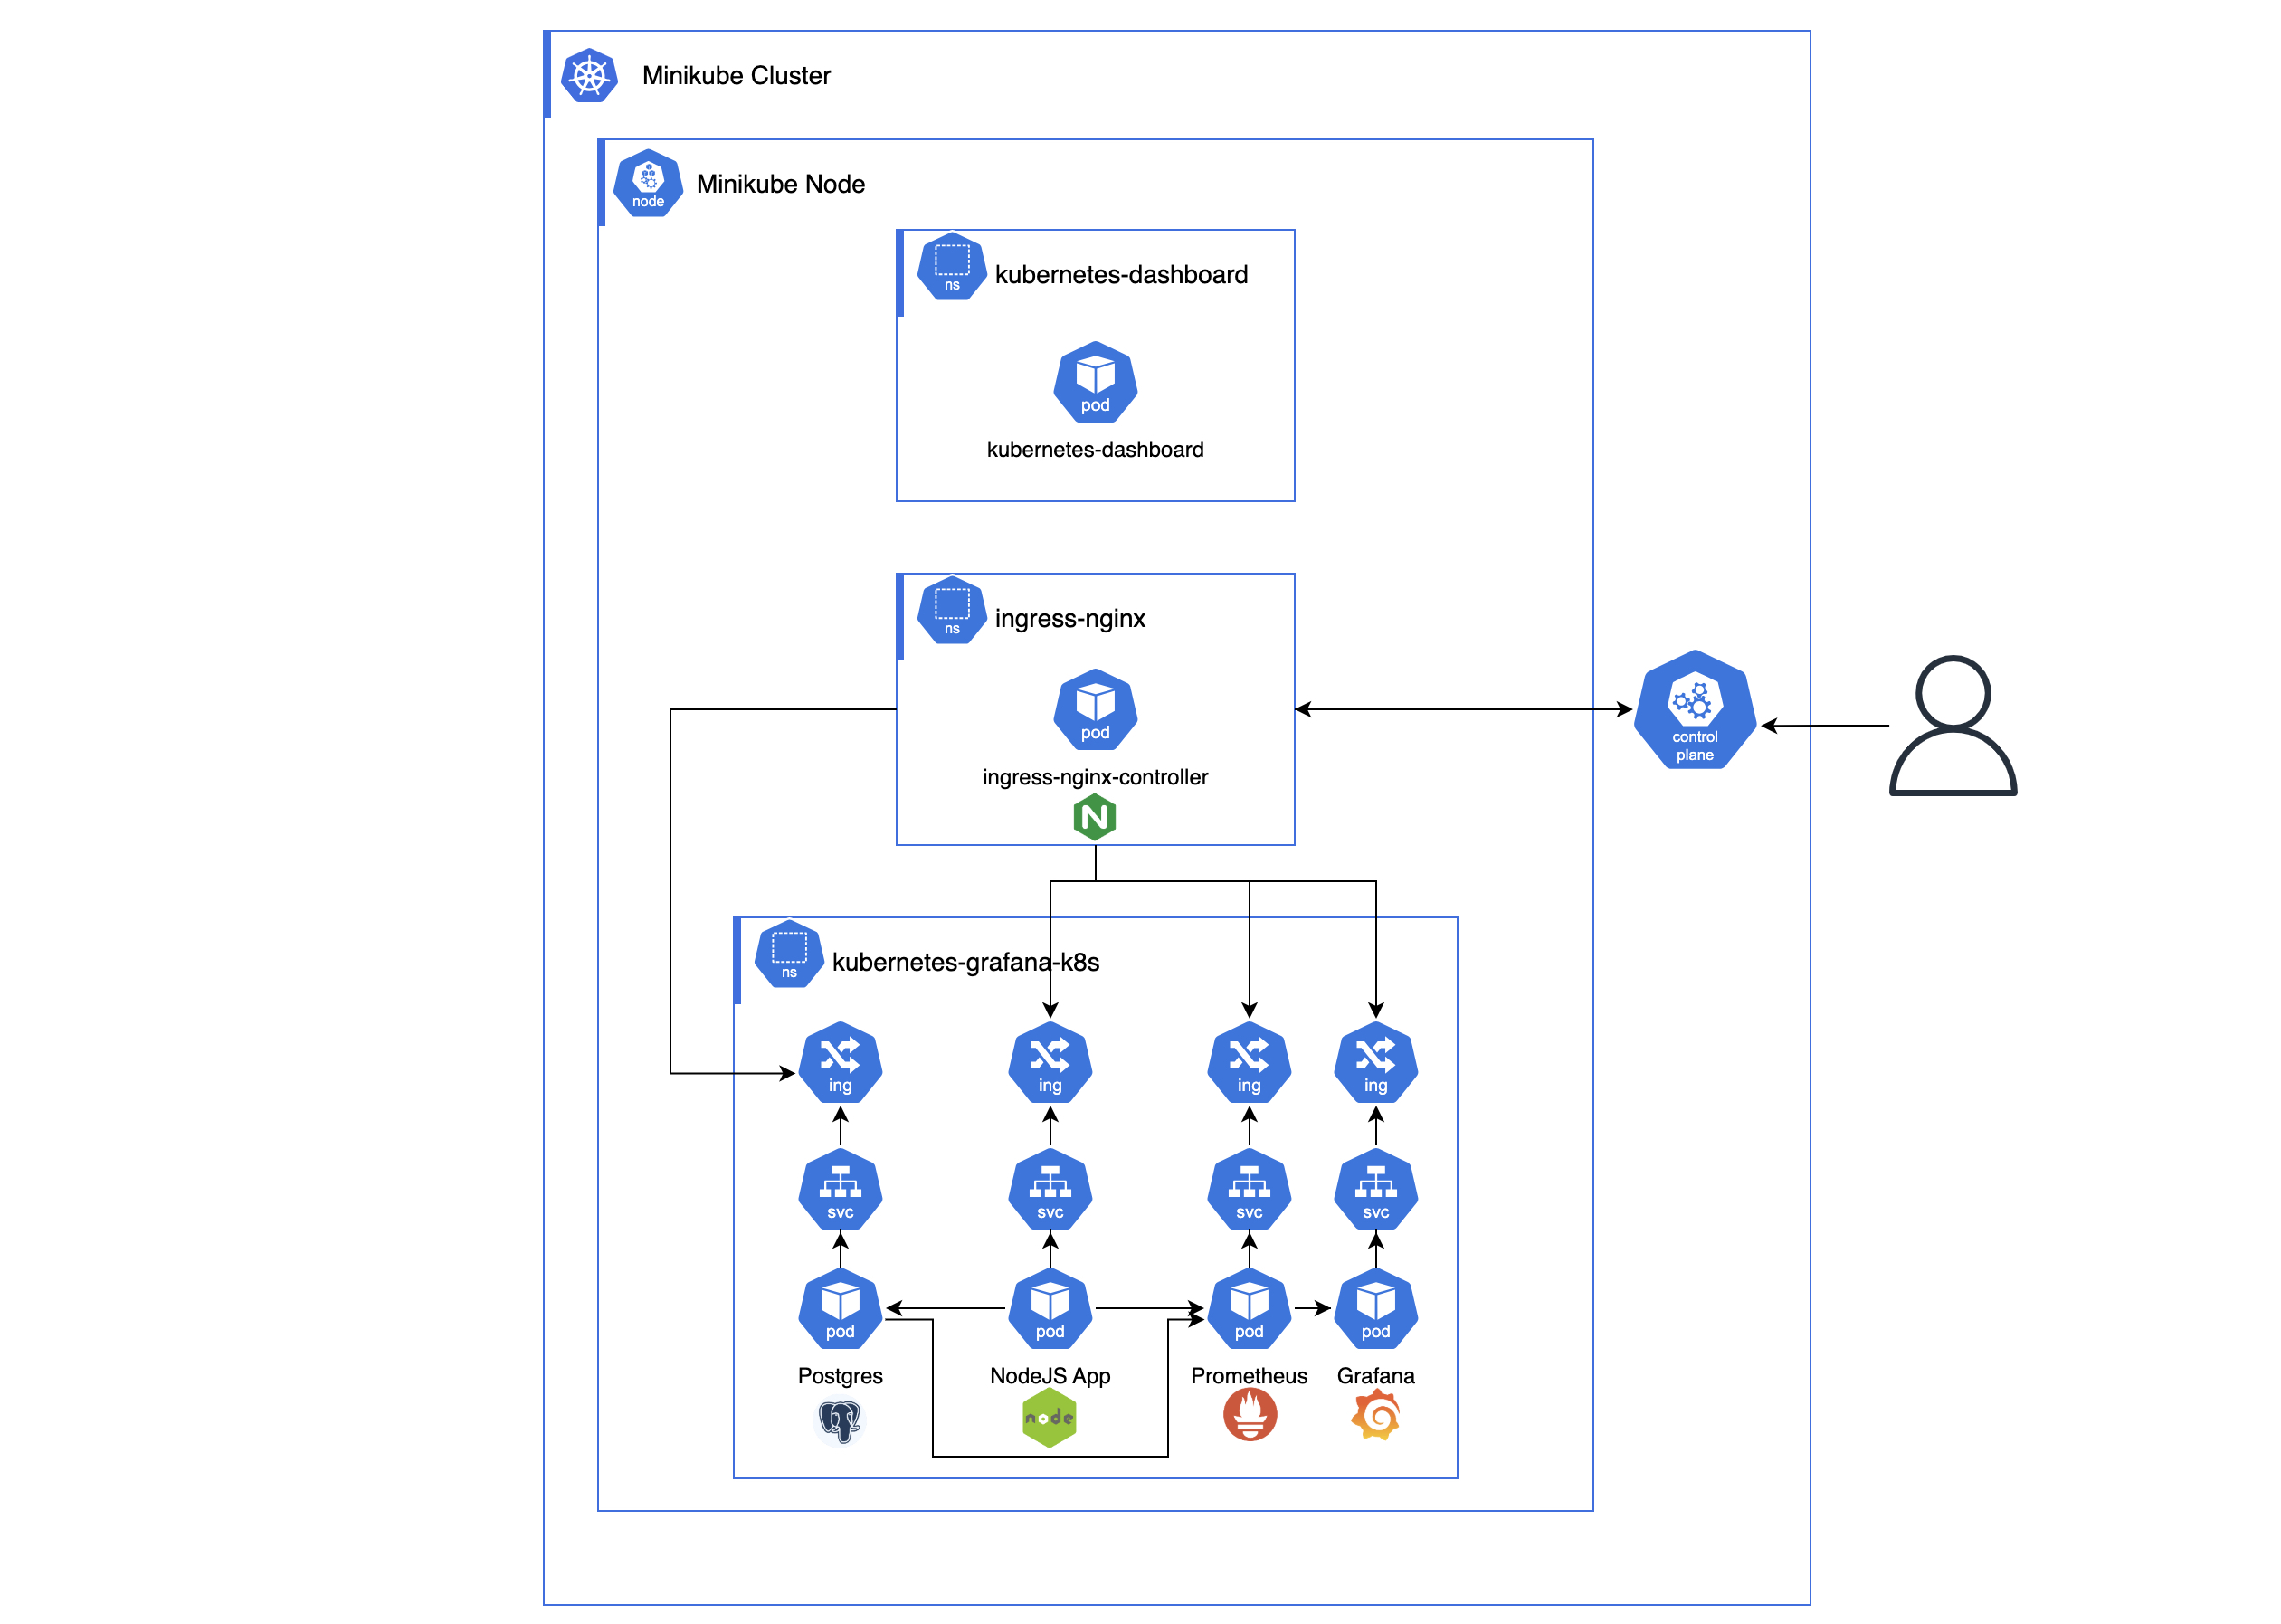 Minikube Cluster
node
Minikube Node
ns
kubernetes-dashboard
pod
kubernetes-dashboard
ns
ingress-nginx
pod
ingress-nginx-controller
N
control
plane
ns
kubernetes-grafana-k8s
ing
ing
ing
ing
svc
svc
svc
svc
pod
pod
pod
pod
Postgres
NodeJS App
Prometheus
Grafana
node